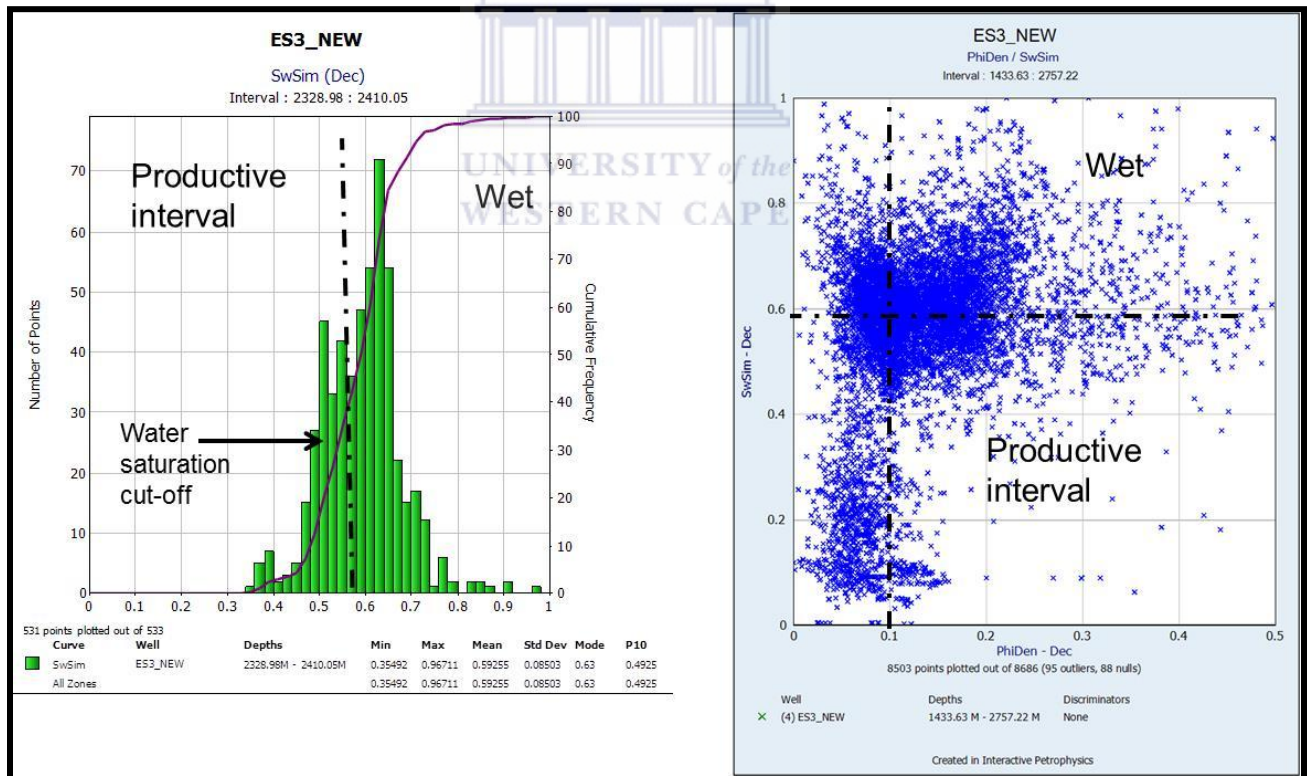 ES3_NEW
SwSim (Dec)
Interval : 2328.98 : 2410.05
Productive
interval
Wet
Water
saturation
cut-off
Number of Points
70
60
50
40
30
20
10
0
0 0.1 0.2 0.3 0.4 0.5 0.6 0.7 0.8 0.9 1
100
90
80
70
60
50
40
30
20
10
0
Cumulative Frequency
531 points plotted out of 533
Curve Well Depths Min Max Mean Std Dev Mode P10
SwSim ES3_NEW 2328.98M - 2410.05M 0.35492 0.96711 0.59255 0.08503 0.63 0.4925
All Zones 0.35492 0.96711 0.59255 0.08503 0.63 0.4925
UNIVERSITY of the
WESTERN CAPE
ES3_NEW
PhiDen / SwSim
Interval : 1433.63 : 2757.22
Wet
Productive
interval
SwSim - Dec
1
0.8
0.6
0.4
0.2
0
0 0.1 0.2 0.3 0.4 0.5
PhiDen - Dec
8503 points plotted out of 8686 (95 outliers, 88 nulls)
Well Depths Discriminators
(4) ES3_NEW 1433.63 M - 2757.22 M None
Created in Interactive Petrophysics